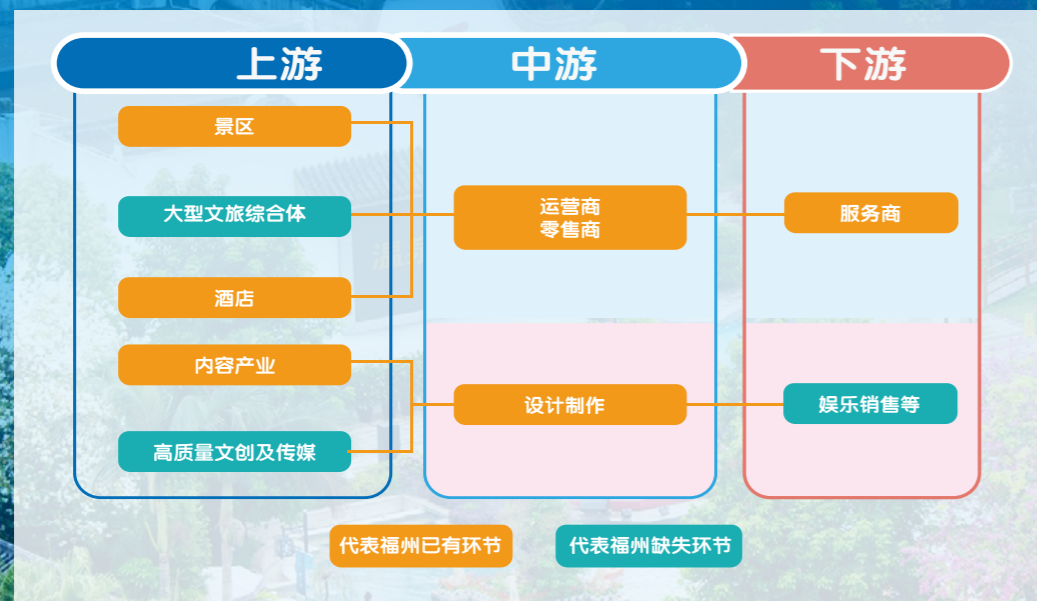 上游
中游
下游
景区
大型文旅综合体
酒店
内容产业
高质量文创及传媒
运营商
零售商
设计制作
服务商
娱乐销售等
代表福州已有环节
代表福州缺失环节